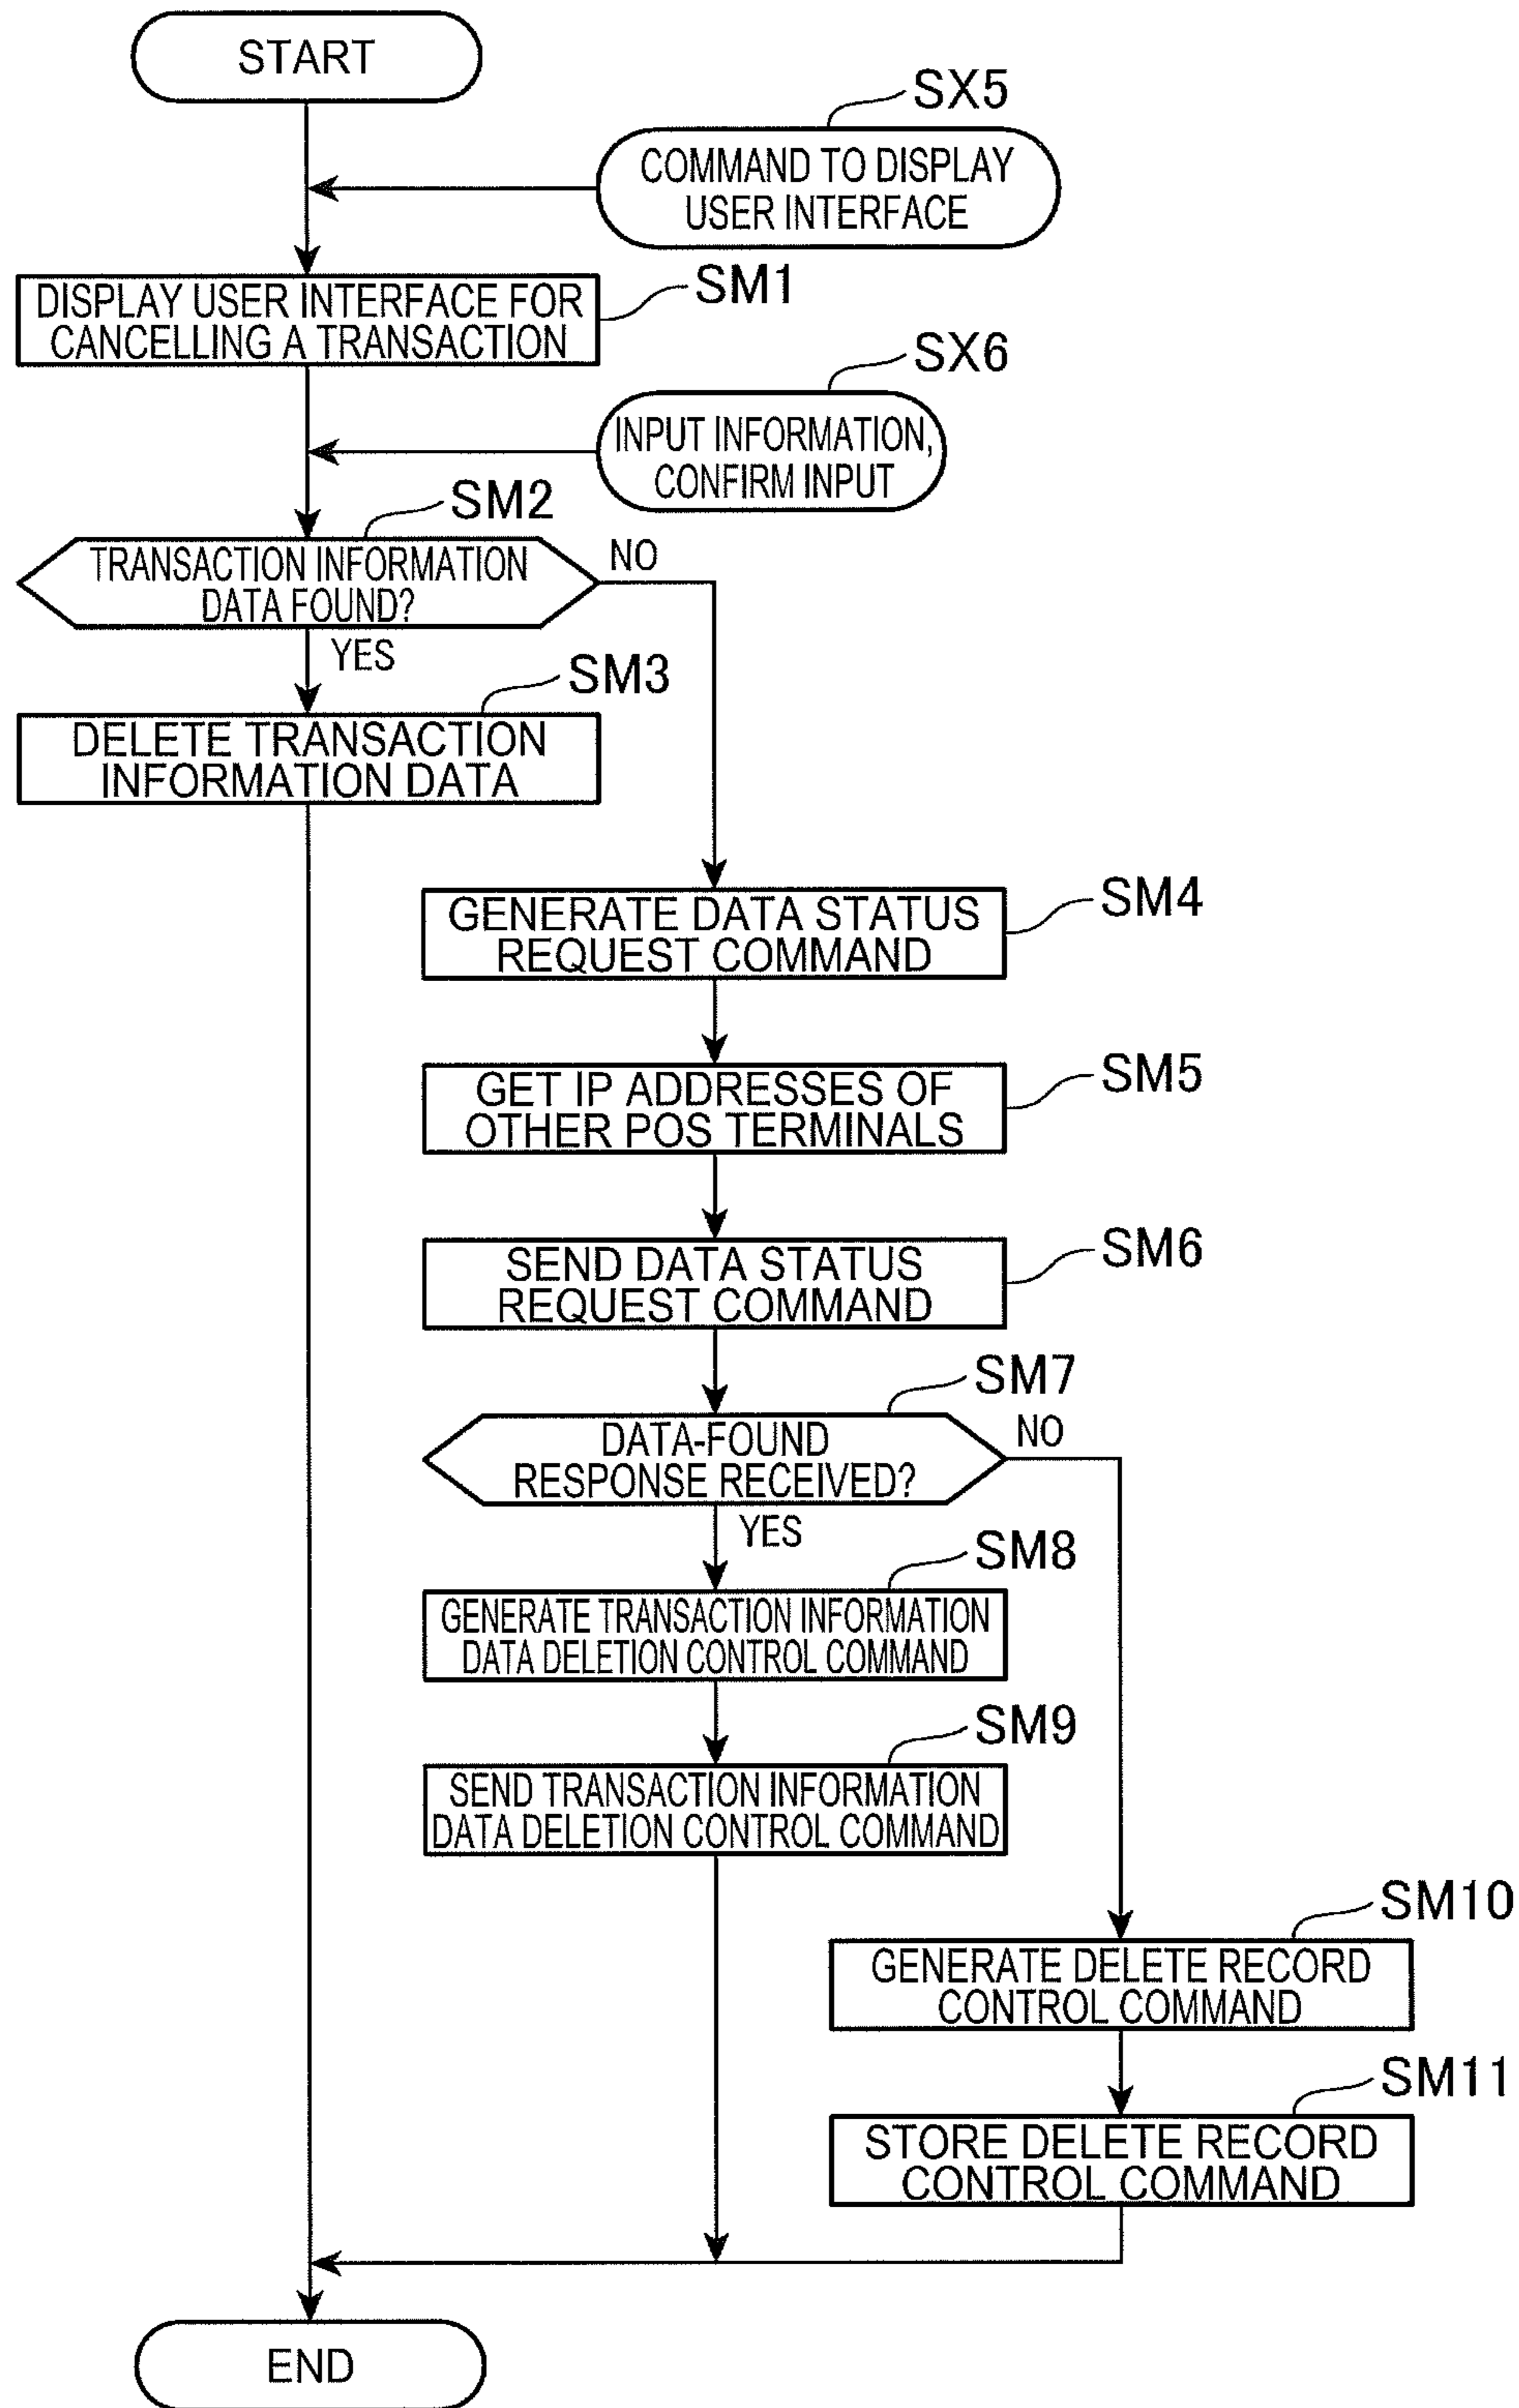 START
SX5
COMMAND TO DISPLAY
USER INTERFACE
SM1
DISPLAY USER INTERFACE FOR
CANCELLING A TRANSACTION
SX6
INPUT INFORMATION,
CONFIRM INPUT
SM2
TRANSACTION INFORMATION
DATA FOUND?
NO
YES
SM3
DELETE TRANSACTION
INFORMATION DATA
SM4
GENERATE DATA STATUS
REQUEST COMMAND
SM5
GET IP ADDRESSES OF
OTHER POS TERMINALS
SM6
SEND DATA STATUS
REQUEST COMMAND
SM7
DATA-FOUND
RESPONSE RECEIVED?
NO
YES
SM8
GENERATE TRANSACTION INFORMATION
DATA DELETION CONTROL COMMAND
SM9
SEND TRANSACTION INFORMATION
DATA DELETION CONTROL COMMAND
SM10
GENERATE DELETE RECORD
CONTROL COMMAND
SM11
STORE DELETE RECORD
CONTROL COMMAND
END